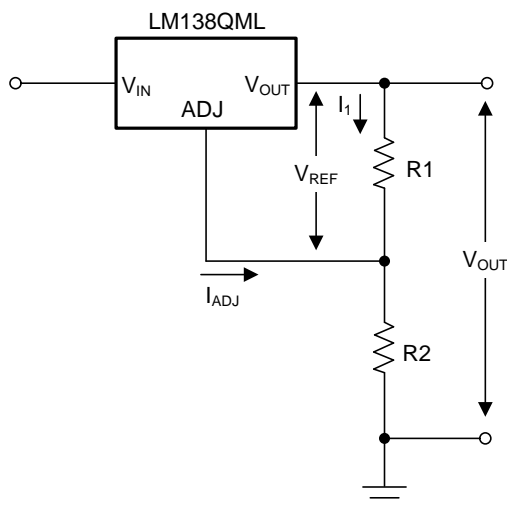 LM138QML
V_IN
V_OUT
ADJ
I_1
V_REF
R1
V_OUT
I_ADJ
R2